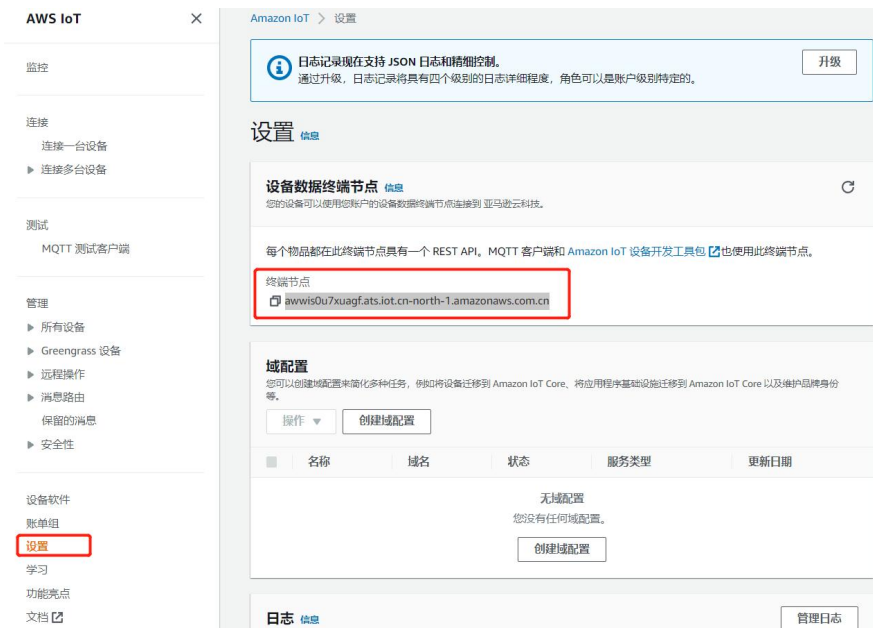 AWS IoT
监控
连接
连接一台设备
连接多台设备
测试
MQTT 测试客户端
管理
所有设备
Greengrass 设备
远程操作
消息路由
保留的消息
安全性
设备软件
账单组
设置
学习
功能亮点
文档
Amazon IoT > 设置
日志记录现在支持 JSON 日志和精细控制。
通过升级，日志记录将具有四个级别的日志详细程度，角色可以是账户级别特定的。
升级
设置 信息
设备数据终端节点 信息
您的设备可以使用您账户的设备数据终端节点连接到 亚马逊云科技。
每个物品都在此终端节点具有一个 REST API。MQTT 客户端和 Amazon IoT 设备开发工具包也使用此终端节点。
终端节点
awwis0u7xuagf.ats.iot.cn-north-1.amazonaws.com.cn
域配置
您可以创建域配置来简化多种任务，例如将设备迁移到 Amazon IoT Core、将应用程序基础设施迁移到 Amazon IoT Core 以及维护品牌身份
等。
操作 创建域配置
名称 域名 状态 服务类型 更新日期
无域配置
您没有任何域配置。
创建域配置
日志 信息
管理日志